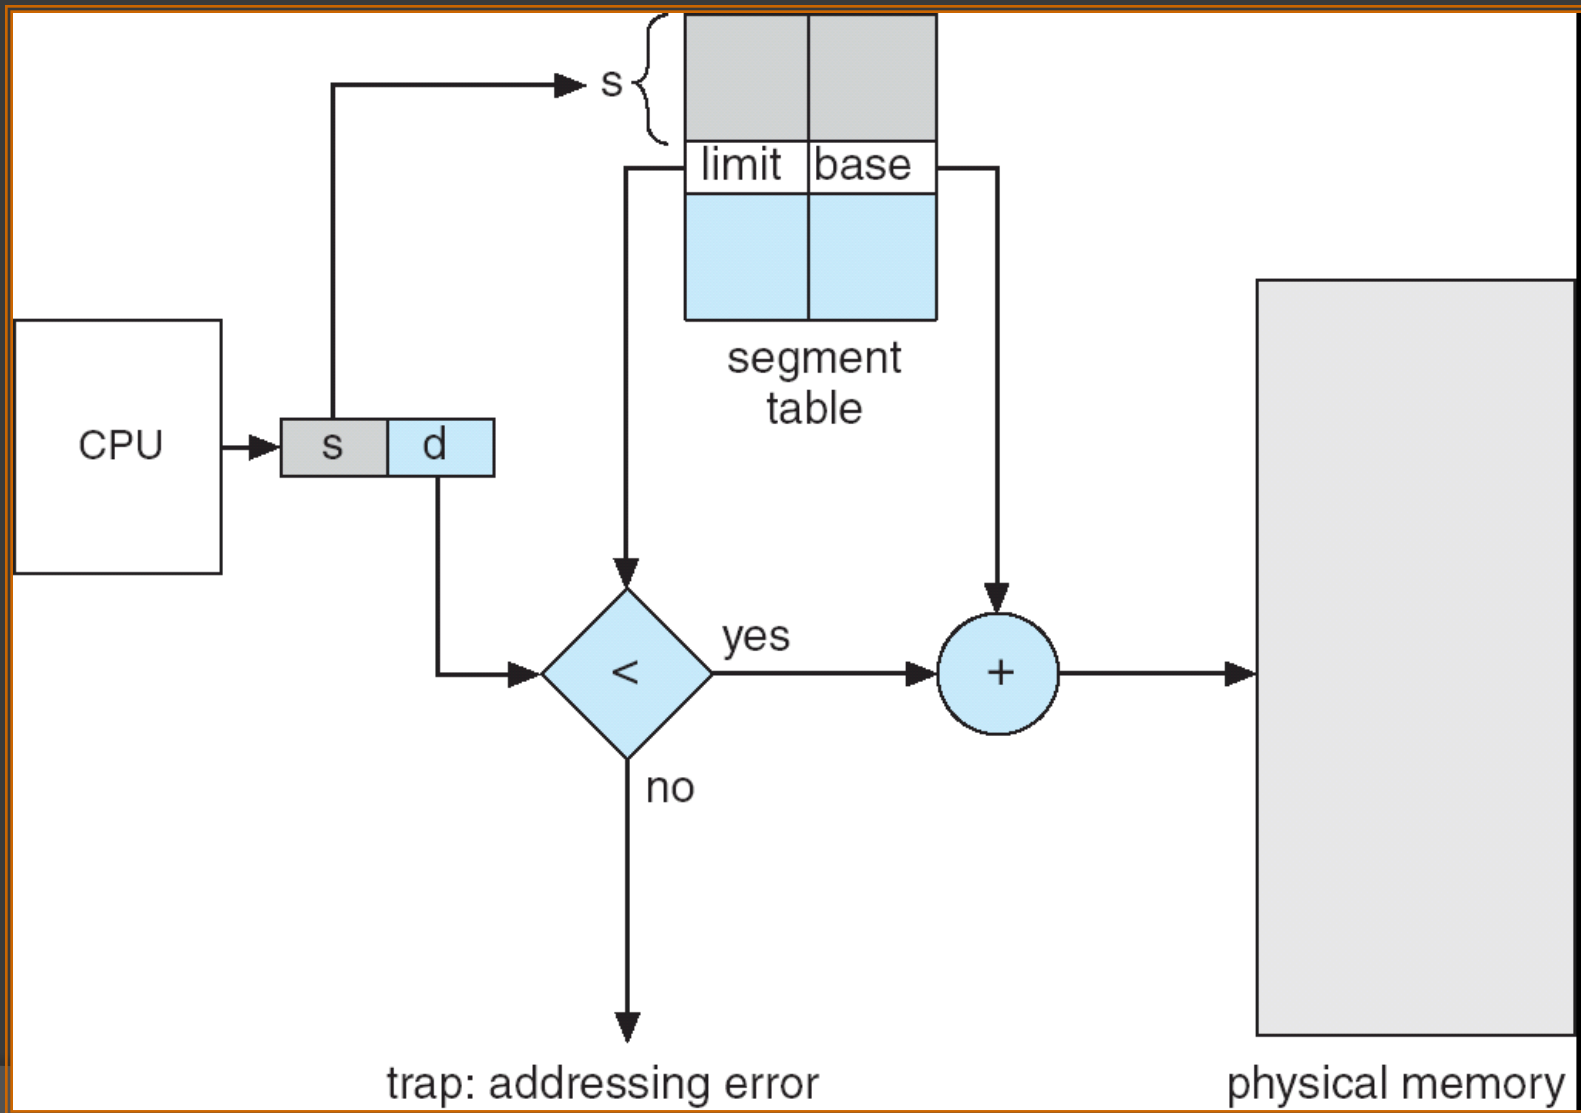 s
limit base
segment
table
CPU
s d
yes
<
+
no
trap: addressing error
physical memory